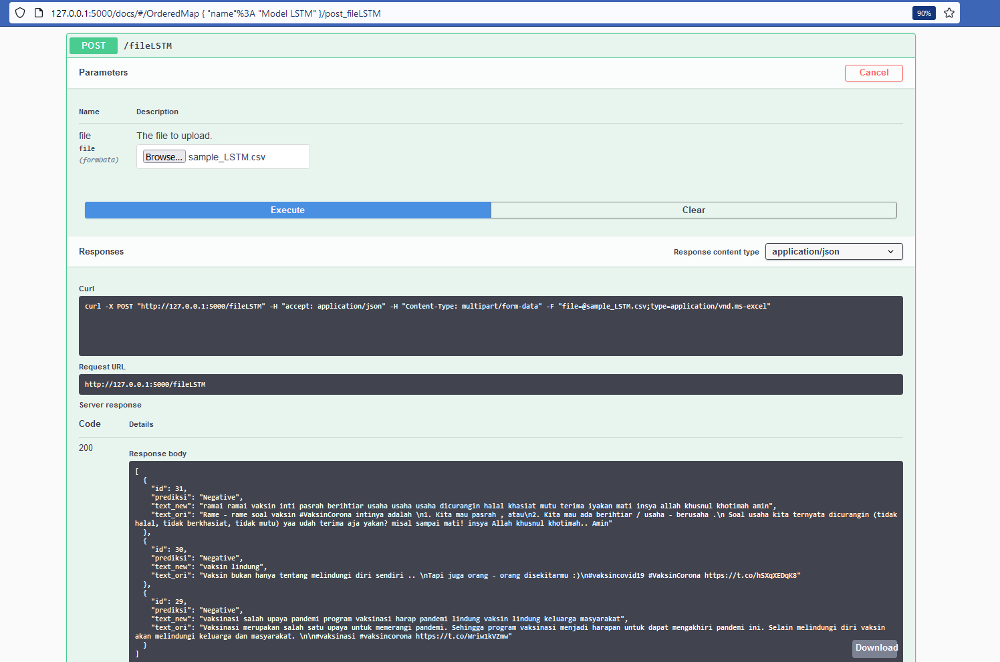 127.0.0.1:5000/docs/#/OrderedMap { "name"%3A "Model LSTM" }/post_fileLSTM
90%
POST /fileLSTM
Parameters
Cancel
Name Description
file The file to upload.
file
(formData)
Browse... sample_LSTM.csv
Execute Clear
Responses Response content type application/json
Curl
curl -X POST "http://127.0.0.1:5000/fileLSTM" -H "accept: application/json" -H "Content-Type: multipart/form-data" -F "file=@sample_LSTM.csv;type=application/vnd.ms-excel"
Request URL
http://127.0.0.1:5000/fileLSTM
Server response
Code Details
200
Response body
[
{
"id": 31,
"prediksi": "Negative",
"text_new": "ramai ramai vaksin inti pasrah berihtiar usaha usaha usaha dicurangin halal khasiat mutu terima iyakan mati insya allah khusnul khotimah amin",
"text_ori": "Rame - rame soal vaksin #VaksinCorona intinya adalah \n1. Kita mau pasrah , atau\n2. Kita mau ada berihtiar / usaha - berusaha .\n Soal usaha kita ternyata dicurangin (tidak
halal, tidak berkhasiat, tidak mutu) yaa udah terima aja yakan? misal sampai mati! insya Allah khusnul khotimah.. Amin"
},
{
"id": 30,
"prediksi": "Negative",
"text_new": "vaksin lindung",
"text_ori": "Vaksin bukan hanya tentang melindungi diri sendiri .. \nTapi juga orang - orang disekitarmu :)\n#vaksincovid19 #VaksinCorona https://t.co/hSXqXEDqK8"
},
{
"id": 29,
"prediksi": "Negative",
"text_new": "vaksinasi salah upaya pandemi program vaksinasi harap pandemi lindung vaksin lindung keluarga masyarakat",
"text_ori": "Vaksinasi merupakan salah satu upaya untuk memerangi pandemi. Sehingga program vaksinasi menjadi harapan untuk dapat mengakhiri pandemi ini. Selain melindungi diri vaksin
akan melindungi keluarga dan masyarakat. \n\n#vaksinasi #vaksincorona https://t.co/Wriw1kVZmw"
}
]
Download